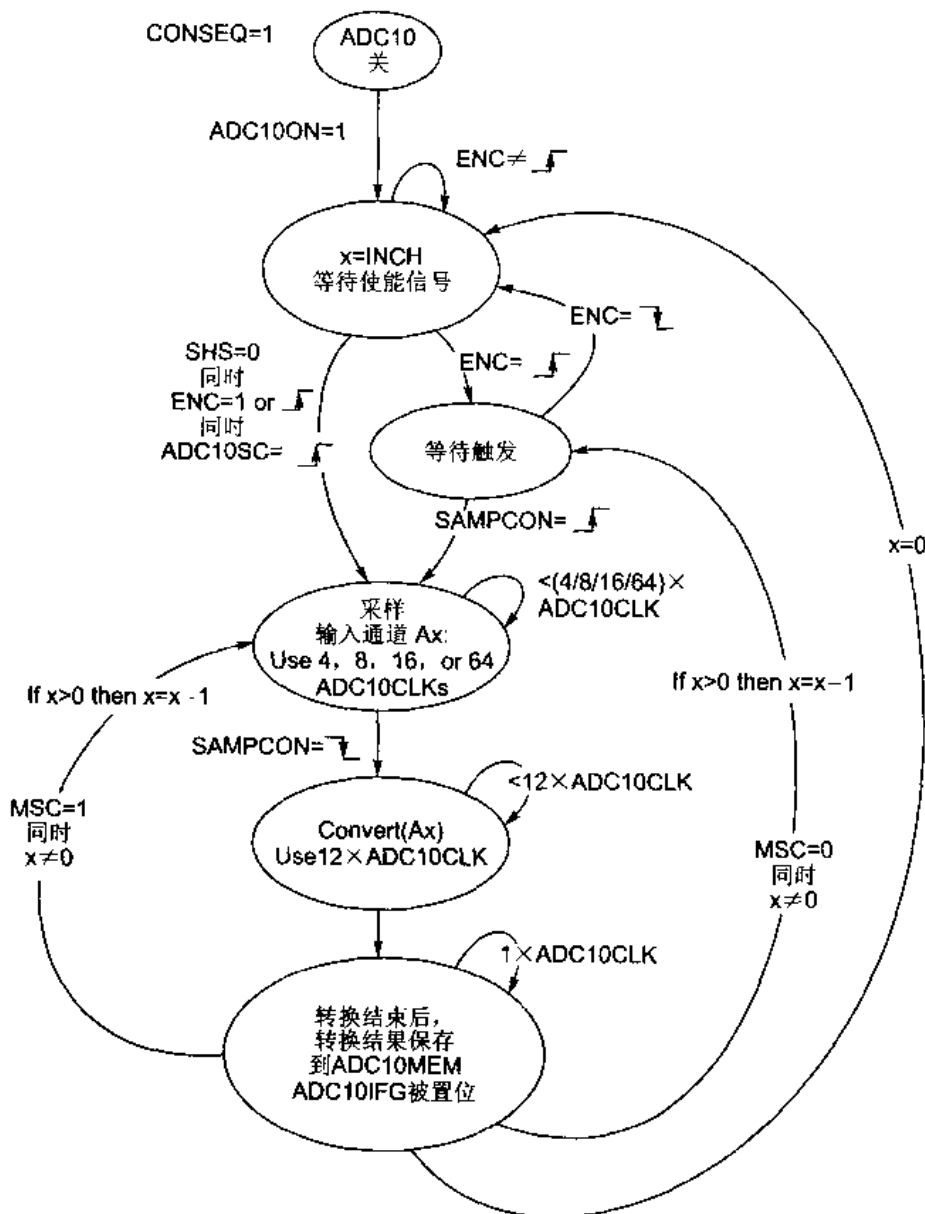 CONSEQ=1
ADC10
关
ADC10ON=1
ENC≠
x=INCH
等待使能信号
ENC=
SHS=0
同时
ENC=1 or
同时
ADC10SC=
ENC=
等待触发
SAMPCON=
x=0
<(4/8/16/64)×
ADC10CLK
采样
输入通道 Ax:
Use 4，8，16，or 64
ADC10CLKs
If x>0 then x=x-1
If x>0 then x=x-1
SAMPCON=
<12×ADC10CLK
MSC=1
同时
x≠0
Convert(Ax)
Use12×ADC10CLK
MSC=0
同时
x≠0
1×ADC10CLK
转换结束后，
转换结果保存
到ADC10MEM
ADC10IFG被置位